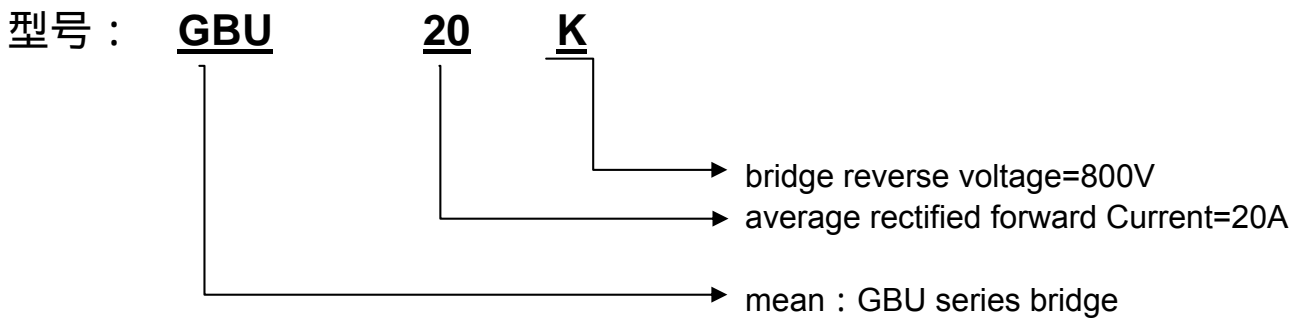 型号： GBU 20 K
bridge reverse voltage=800V
average rectified forward Current=20A
mean：GBU series bridge